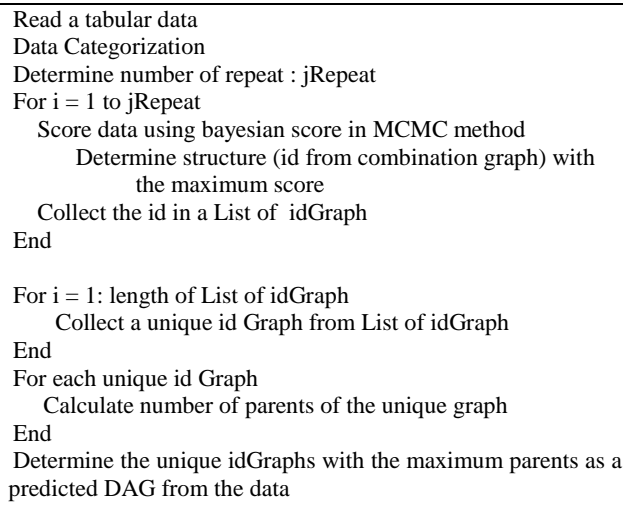 Read a tabular data
Data Categorization
Determine number of repeat : jRepeat
For i = 1 to jRepeat
Score data using bayesian score in MCMC method
Determine structure (id from combination graph) with
the maximum score
Collect the id in a List of idGraph
End
For i = 1: length of List of idGraph
Collect a unique id Graph from List of idGraph
End
For each unique id Graph
Calculate number of parents of the unique graph
End
Determine the unique idGraphs with the maximum parents as a
predicted DAG from the data